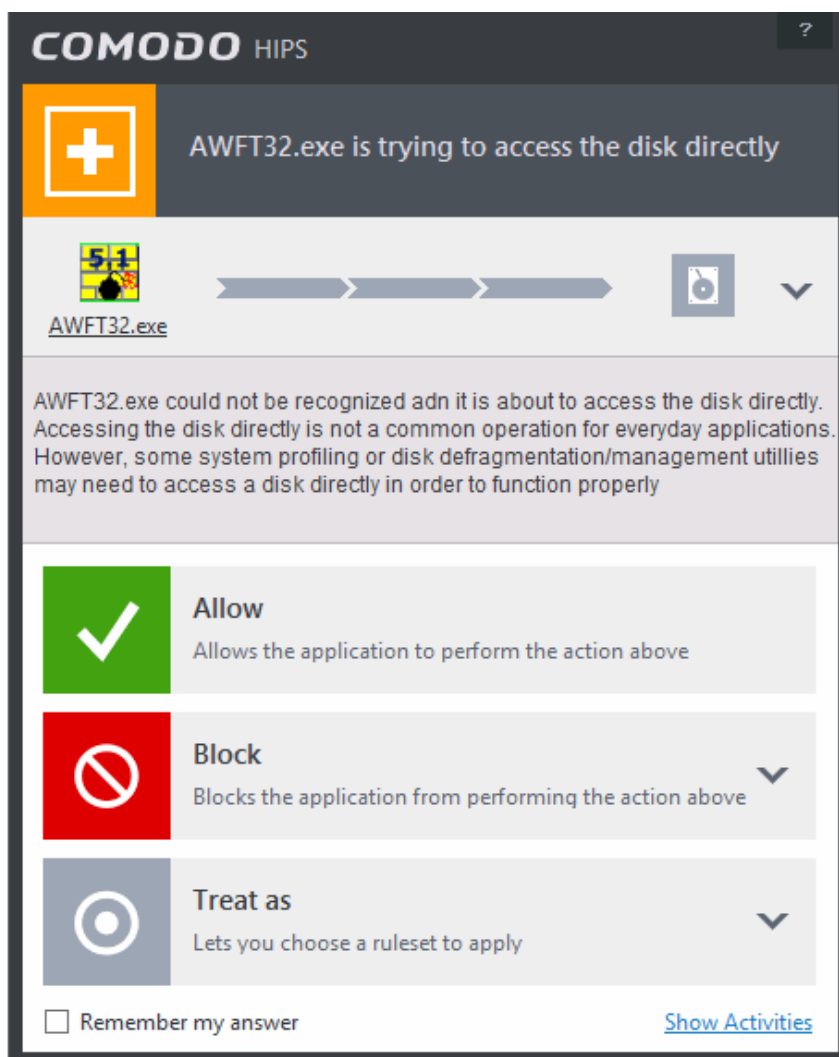 COMODO HIPS
?
AWFT32.exe is trying to access the disk directly
5.1
AWFT32.exe
AWFT32.exe could not be recognized adn it is about to access the disk directly.
Accessing the disk directly is not a common operation for everyday applications.
However, some system profiling or disk defragmentation/management utillies
may need to access a disk directly in order to function properly
Allow
Allows the application to perform the action above
Block
Blocks the application from performing the action above
Treat as
Lets you choose a ruleset to apply
Remember my answer
Show Activities